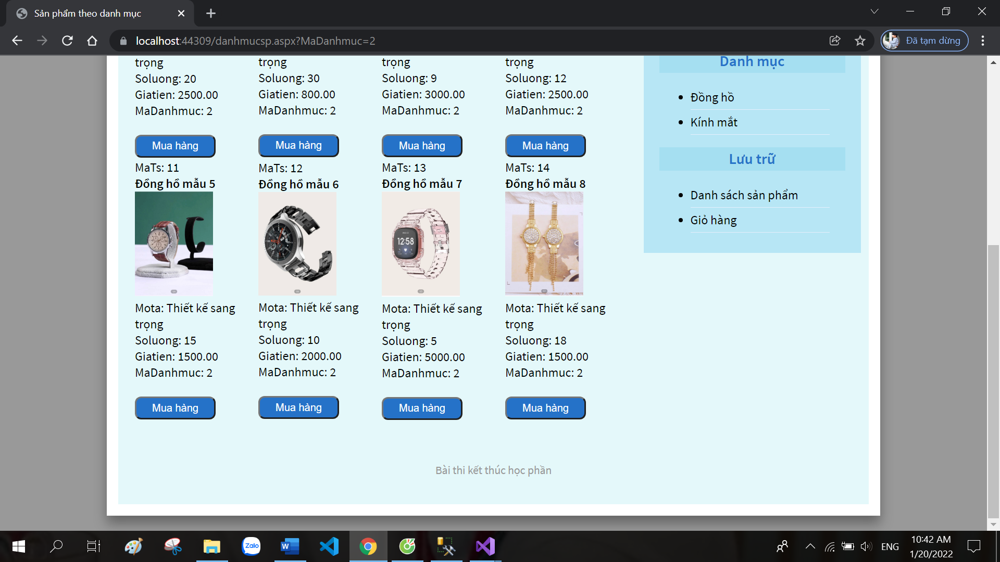 Sản phẩm theo danh mục
localhost:44309/danhmucsp.aspx?MaDanhmuc=2
Đã tạm dừng
trọng
Soluong: 20
Giatien: 2500.00
MaDanhmuc: 2
Mua hàng
trọng
Soluong: 30
Giatien: 800.00
MaDanhmuc: 2
Mua hàng
trọng
Soluong: 9
Giatien: 3000.00
MaDanhmuc: 2
Mua hàng
trọng
Soluong: 12
Giatien: 2500.00
MaDanhmuc: 2
Mua hàng
MaTs: 11
Đồng hồ mẫu 5
Mota: Thiết kế sang
trọng
Soluong: 15
Giatien: 1500.00
MaDanhmuc: 2
Mua hàng
MaTs: 12
Đồng hồ mẫu 6
Mota: Thiết kế sang
trọng
Soluong: 10
Giatien: 2000.00
MaDanhmuc: 2
Mua hàng
MaTs: 13
Đồng hồ mẫu 7
12:58
Mota: Thiết kế sang
trọng
Soluong: 5
Giatien: 5000.00
MaDanhmuc: 2
Mua hàng
MaTs: 14
Đồng hồ mẫu 8
Mota: Thiết kế sang
trọng
Soluong: 18
Giatien: 1500.00
MaDanhmuc: 2
Mua hàng
Danh mục
Đồng hồ
Kính mắt
Lưu trữ
Danh sách sản phẩm
Giỏ hàng
Bài thi kết thúc học phần
Zalo
W
ENG
10:42 AM
1/20/2022